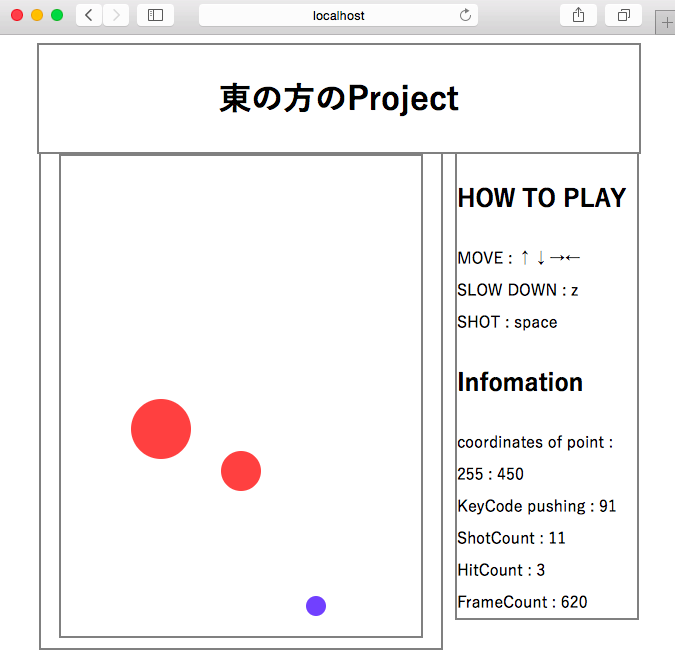 localhost
東の方のProject
HOW TO PLAY
MOVE : ↑↓→←
SLOW DOWN : z
SHOT : space
Infomation
coordinates of point :
255 : 450
KeyCode pushing : 91
ShotCount : 11
HitCount : 3
FrameCount : 620